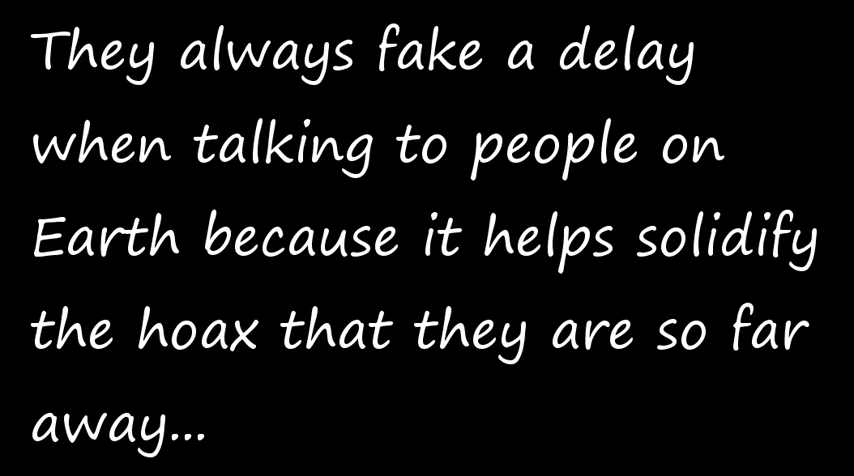 They always fake a delay
when talking to people on
Earth because it helps solidify
the hoax that they are so far
away...